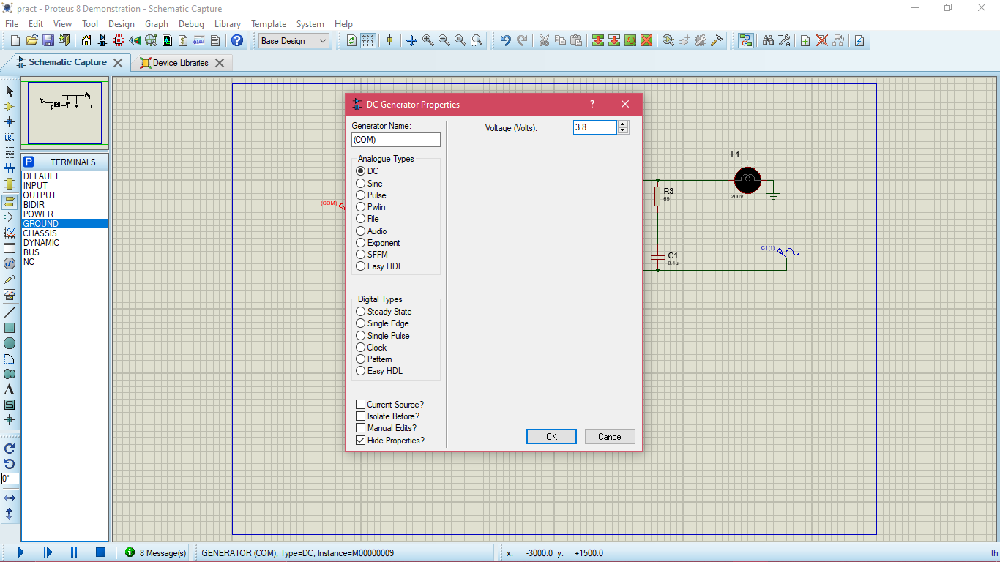 pract - Proteus 8 Demonstration - Schematic Capture
File Edit View Tool Design Graph Debug Library Template System Help
Base Design
Schematic Capture
Device Libraries
DC Generator Properties
?
Generator Name:
(COM)
Analogue Types
DC
Sine
Pulse
Pwlin
File
Audio
Exponent
SFFM
Easy HDL
Digital Types
Steady State
Single Edge
Single Pulse
Clock
Pattern
Easy HDL
Current Source?
Isolate Before?
Manual Edits?
Hide Properties?
Voltage (Volts):
3.8
OK
Cancel
LBL
P
TERMINALS
DEFAULT
INPUT
OUTPUT
BIDIR
POWER
GROUND
CHASSIS
DYNAMIC
BUS
NC
A
S
0°
(COM)
L1
200V
R3
69
C1
0.1u
C1(1)
8 Message(s)
GENERATOR (COM), Type=DC, Instance=M00000009
x: -3000.0 y: +1500.0
th